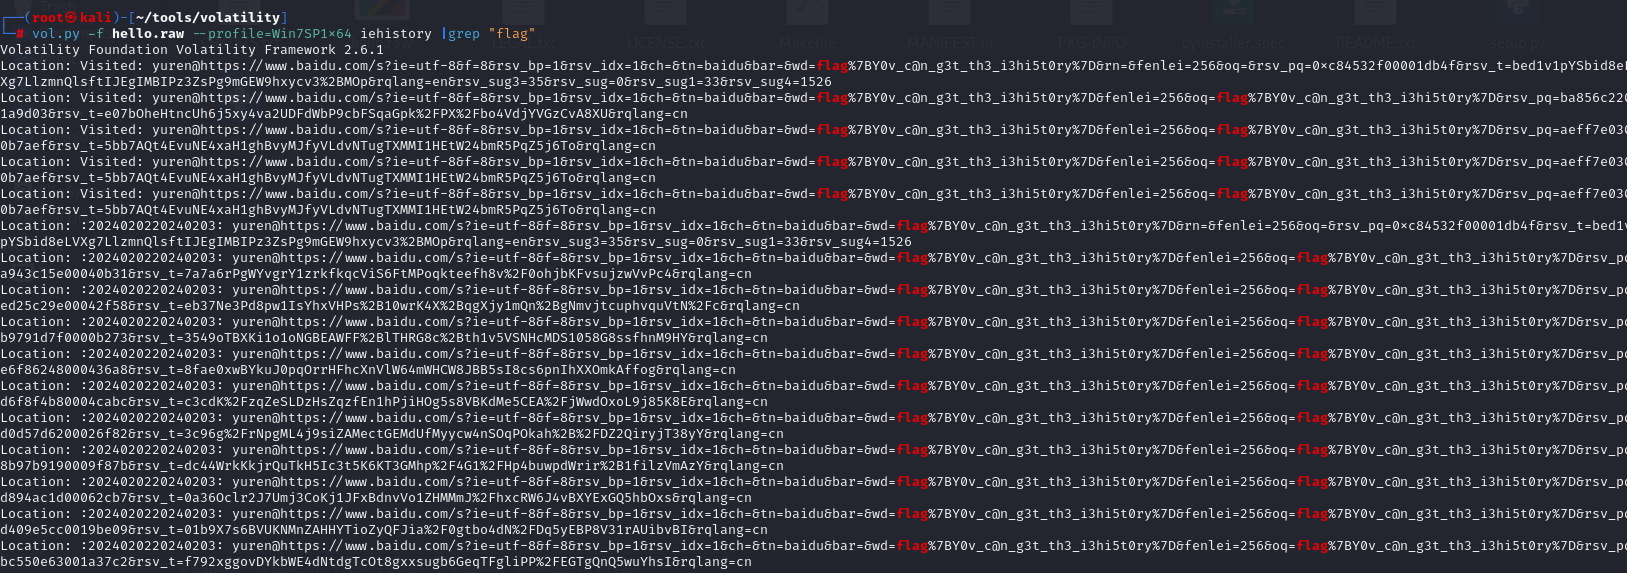 (root㉿kali)-[~/tools/volatility]
# vol.py -f hello.raw --profile=Win7SP1×64 iehistory |grep "flag"
Volatility Foundation Volatility Framework 2.6.1
Location: Visited: yuren@https://www.baidu.com/s?ie=utf-8&f=8&rsv_bp=1&rsv_idx=1&ch=&tn=baidu&bar=&wd=flag%7BY0v_c@n_g3t_th3_i3hi5t0ry%7D&rn=&fenlei=256&oq=&rsv_pq=0×c84532f00001db4f&rsv_t=bed1v1pYSbid8eL
Xg7LlzmnQlsftIJEgIMBIPz3ZsPg9mGEW9hxycv3%2BMOp&rqlang=en&rsv_sug3=35&rsv_sug=0&rsv_sug1=33&rsv_sug4=1526
Location: Visited: yuren@https://www.baidu.com/s?ie=utf-8&f=8&rsv_bp=1&rsv_idx=1&ch=&tn=baidu&bar=&wd=flag%7BY0v_c@n_g3t_th3_i3hi5t0ry%7D&fenlei=256&oq=flag%7BY0v_c@n_g3t_th3_i3hi5t0ry%7D&rsv_pq=ba856c220
1a9d03&rsv_t=e07bOheHtncUh6j5xy4va2UDFdWbP9cbFSqaGpk%2FPX%2Fbo4VdjYVGzCvA8XU&rqlang=cn
Location: Visited: yuren@https://www.baidu.com/s?ie=utf-8&f=8&rsv_bp=1&rsv_idx=1&ch=&tn=baidu&bar=&wd=flag%7BY0v_c@n_g3t_th3_i3hi5t0ry%7D&fenlei=256&oq=flag%7BY0v_c@n_g3t_th3_i3hi5t0ry%7D&rsv_pq=aeff7e030
0b7aef&rsv_t=5bb7AQt4EvuNE4xaH1ghBvyMJfyVLdvNTugTXMMI1HEtW24bmR5PqZ5j6To&rqlang=cn
Location: Visited: yuren@https://www.baidu.com/s?ie=utf-8&f=8&rsv_bp=1&rsv_idx=1&ch=&tn=baidu&bar=&wd=flag%7BY0v_c@n_g3t_th3_i3hi5t0ry%7D&fenlei=256&oq=flag%7BY0v_c@n_g3t_th3_i3hi5t0ry%7D&rsv_pq=aeff7e030
0b7aef&rsv_t=5bb7AQt4EvuNE4xaH1ghBvyMJfyVLdvNTugTXMMI1HEtW24bmR5PqZ5j6To&rqlang=cn
Location: Visited: yuren@https://www.baidu.com/s?ie=utf-8&f=8&rsv_bp=1&rsv_idx=1&ch=&tn=baidu&bar=&wd=flag%7BY0v_c@n_g3t_th3_i3hi5t0ry%7D&fenlei=256&oq=flag%7BY0v_c@n_g3t_th3_i3hi5t0ry%7D&rsv_pq=aeff7e030
0b7aef&rsv_t=5bb7AQt4EvuNE4xaH1ghBvyMJfyVLdvNTugTXMMI1HEtW24bmR5PqZ5j6To&rqlang=cn
Location: :2024020220240203: yuren@https://www.baidu.com/s?ie=utf-8&f=8&rsv_bp=1&rsv_idx=1&ch=&tn=baidu&bar=&wd=flag%7BY0v_c@n_g3t_th3_i3hi5t0ry%7D&rn=&fenlei=256&oq=&rsv_pq=0×c84532f00001db4f&rsv_t=bed1v
pYSbid8eLVXg7LlzmnQlsftIJEgIMBIPz3ZsPg9mGEW9hxycv3%2BMOp&rqlang=en&rsv_sug3=35&rsv_sug=0&rsv_sug1=33&rsv_sug4=1526
Location: :2024020220240203: yuren@https://www.baidu.com/s?ie=utf-8&f=8&rsv_bp=1&rsv_idx=1&ch=&tn=baidu&bar=&wd=flag%7BY0v_c@n_g3t_th3_i3hi5t0ry%7D&fenlei=256&oq=flag%7BY0v_c@n_g3t_th3_i3hi5t0ry%7D&rsv_pq
a943c15e00040b31&rsv_t=7a7a6rPgWYvgrY1zrkfkqcViS6FtMPoqkteefh8v%2F0ohjbKFvsujzwVvPc4&rqlang=cn
Location: :2024020220240203: yuren@https://www.baidu.com/s?ie=utf-8&f=8&rsv_bp=1&rsv_idx=1&ch=&tn=baidu&bar=&wd=flag%7BY0v_c@n_g3t_th3_i3hi5t0ry%7D&fenlei=256&oq=flag%7BY0v_c@n_g3t_th3_i3hi5t0ry%7D&rsv_pq
ed25c29e00042f58&rsv_t=eb37Ne3Pd8pw1IsYhxVHPs%2B10wrK4X%2BqgXjy1mQn%2BgNmvjtcuphvquVtN%2Fc&rqlang=cn
Location: :2024020220240203: yuren@https://www.baidu.com/s?ie=utf-8&f=8&rsv_bp=1&rsv_idx=1&ch=&tn=baidu&bar=&wd=flag%7BY0v_c@n_g3t_th3_i3hi5t0ry%7D&fenlei=256&oq=flag%7BY0v_c@n_g3t_th3_i3hi5t0ry%7D&rsv_pq
b9791d7f0000b273&rsv_t=3549oTBXKi1o1oNGBEAWFF%2BlTHRG8c%2Bth1v5VSNHcMDS1058G8ssfhnM9HY&rqlang=cn
Location: :2024020220240203: yuren@https://www.baidu.com/s?ie=utf-8&f=8&rsv_bp=1&rsv_idx=1&ch=&tn=baidu&bar=&wd=flag%7BY0v_c@n_g3t_th3_i3hi5t0ry%7D&fenlei=256&oq=flag%7BY0v_c@n_g3t_th3_i3hi5t0ry%7D&rsv_pq
e6f86248000436a8&rsv_t=8fae0xwBYkuJ0pqOrrHFhcXnVlW64mWHCW8JBB5sI8cs6pnIhXXOmkAffog&rqlang=cn
Location: :2024020220240203: yuren@https://www.baidu.com/s?ie=utf-8&f=8&rsv_bp=1&rsv_idx=1&ch=&tn=baidu&bar=&wd=flag%7BY0v_c@n_g3t_th3_i3hi5t0ry%7D&fenlei=256&oq=flag%7BY0v_c@n_g3t_th3_i3hi5t0ry%7D&rsv_pq
d6f8f4b80004cabc&rsv_t=c3cdK%2FzqZeSLDzHsZqzfEn1hPjiHOg5s8VBKdMe5CEA%2FjWwdOxoL9j85K8E&rqlang=cn
Location: :2024020220240203: yuren@https://www.baidu.com/s?ie=utf-8&f=8&rsv_bp=1&rsv_idx=1&ch=&tn=baidu&bar=&wd=flag%7BY0v_c@n_g3t_th3_i3hi5t0ry%7D&fenlei=256&oq=flag%7BY0v_c@n_g3t_th3_i3hi5t0ry%7D&rsv_pq
d0d57d6200026f82&rsv_t=3c96g%2FrNpgML4j9siZAMectGEMdUfMyycw4nSOqPOkah%2B%2FDZ2QiryjT38yY&rqlang=cn
Location: :2024020220240203: yuren@https://www.baidu.com/s?ie=utf-8&f=8&rsv_bp=1&rsv_idx=1&ch=&tn=baidu&bar=&wd=flag%7BY0v_c@n_g3t_th3_i3hi5t0ry%7D&fenlei=256&oq=flag%7BY0v_c@n_g3t_th3_i3hi5t0ry%7D&rsv_pq
8b97b9190009f87b&rsv_t=dc44WrkKkjrQuTkH5Ic3t5K6KT3GMhp%2F4G1%2FHp4buwpdWrir%2B1filzVmAzY&rqlang=cn
Location: :2024020220240203: yuren@https://www.baidu.com/s?ie=utf-8&f=8&rsv_bp=1&rsv_idx=1&ch=&tn=baidu&bar=&wd=flag%7BY0v_c@n_g3t_th3_i3hi5t0ry%7D&fenlei=256&oq=flag%7BY0v_c@n_g3t_th3_i3hi5t0ry%7D&rsv_pq
d894ac1d00062cb7&rsv_t=0a36Oclr2J7Umj3CoKj1JFxBdnvVo1ZHMMmJ%2FhxcRW6J4vBXYExGQ5hbOxs&rqlang=cn
Location: :2024020220240203: yuren@https://www.baidu.com/s?ie=utf-8&f=8&rsv_bp=1&rsv_idx=1&ch=&tn=baidu&bar=&wd=flag%7BY0v_c@n_g3t_th3_i3hi5t0ry%7D&fenlei=256&oq=flag%7BY0v_c@n_g3t_th3_i3hi5t0ry%7D&rsv_pq
d409e5cc0019be09&rsv_t=01b9X7s6BVUKNMnZAHHYTioZyQFJia%2F0gtbo4dN%2FDq5yEBP8V31rAUibvBI&rqlang=cn
Location: :2024020220240203: yuren@https://www.baidu.com/s?ie=utf-8&f=8&rsv_bp=1&rsv_idx=1&ch=&tn=baidu&bar=&wd=flag%7BY0v_c@n_g3t_th3_i3hi5t0ry%7D&fenlei=256&oq=flag%7BY0v_c@n_g3t_th3_i3hi5t0ry%7D&rsv_pq
bc550e63001a37c2&rsv_t=f792xggovDYkbWE4dNtdgTcOt8gxxsugb6GeqTFgliPP%2FEGTgQnQ5wuYhsI&rqlang=cn